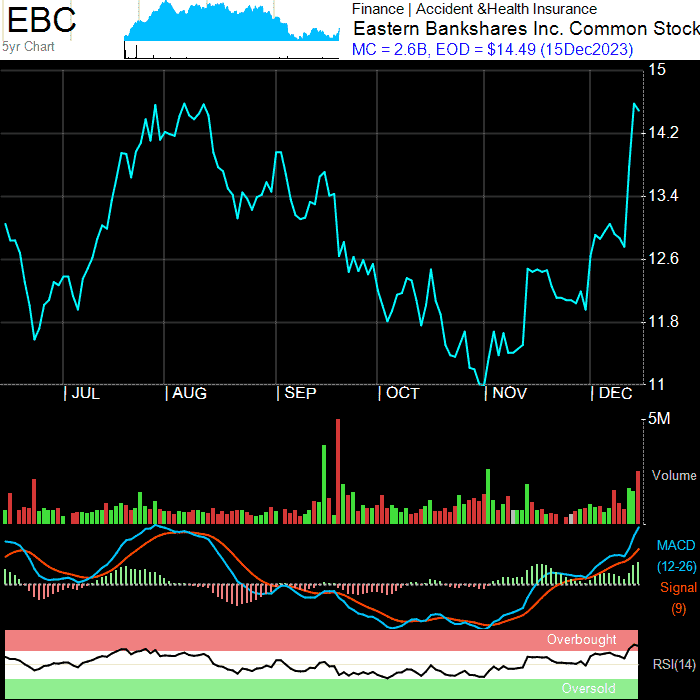 EBC
5yr Chart
Finance | Accident &Health Insurance
Eastern Bankshares Inc. Common Stock
MC = 2.6B, EOD = $14.49 (15Dec2023)
15
14.2
13.4
12.6
11.8
11
| JUL | AUG | SEP | OCT | NOV | DEC
5M
Volume
MACD
(12-26)
Signal
(9)
Overbought
RSI(14)
Oversold